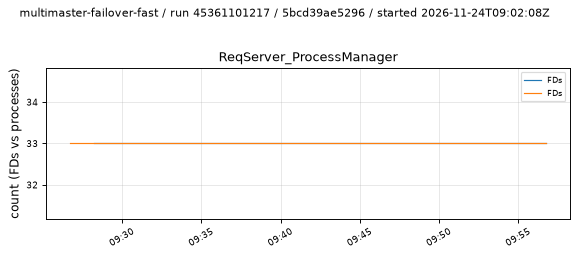 multimaster-failover-fast / run 45361101217 / 5bcd39ae5296 / started 2026-11-24T09:02:08Z
ReqServer_ProcessManager
count (FDs vs processes)
34
33
32
FDs
FDs
09:30
09:35
09:40
09:45
09:50
09:55